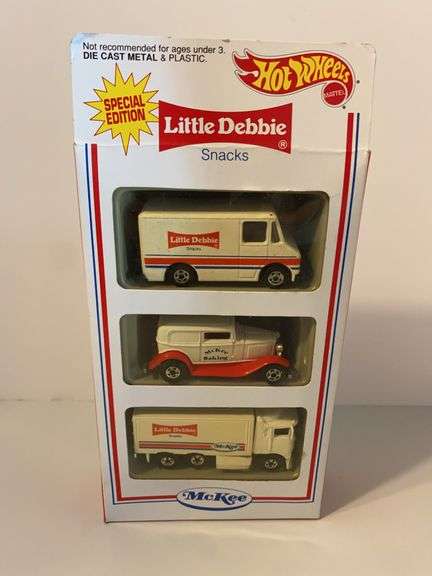 Not recommended for ages under 3.
DIE CAST METAL & PLASTIC.
Hot Wheels
MATTEL
SPECIAL
EDITION
Little Debbie
®
Snacks
Little Debbie
Snacks
McKee
Baking
Little Debbie
Snacks
McKee
McKee